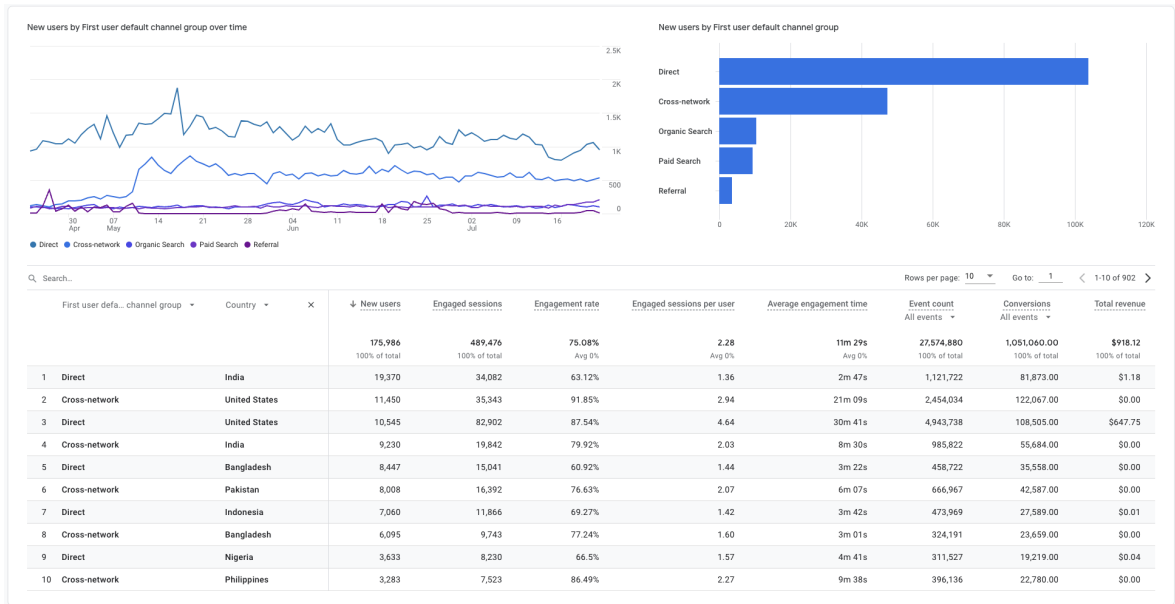 New users by First user default channel group over time
2.5K
2K
1.5K
1K
500
0
30 07 14 21 28 04 11 18 25 02 09 16
Apr May Jun Jul
Direct Cross-network Organic Search Paid Search Referral
New users by First user default channel group
Direct
Cross-network
Organic Search
Paid Search
Referral
0 20K 40K 60K 80K 100K 120K
Search...
Rows per page: 10 Go to: 1 1-10 of 902
First user defa... channel group Country ✕ ↓ New users Engaged sessions Engagement rate Engaged sessions per user Average engagement time Event count Conversions Total revenue
All events All events
175,986 489,476 75.08% 2.28 11m 29s 27,574,880 1,051,060.00 $918.12
100% of total 100% of total Avg 0% Avg 0% Avg 0% 100% of total 100% of total 100% of total
1 Direct India 19,370 34,082 63.12% 1.36 2m 47s 1,121,722 81,873.00 $1.18
2 Cross-network United States 11,450 35,343 91.85% 2.94 21m 09s 2,454,034 122,067.00 $0.00
3 Direct United States 10,545 82,902 87.54% 4.64 30m 41s 4,943,738 108,505.00 $647.75
4 Cross-network India 9,230 19,842 79.92% 2.03 8m 30s 985,822 55,684.00 $0.00
5 Direct Bangladesh 8,447 15,041 60.92% 1.44 3m 22s 458,722 35,558.00 $0.00
6 Cross-network Pakistan 8,008 16,392 76.63% 2.07 6m 07s 666,967 42,587.00 $0.00
7 Direct Indonesia 7,060 11,866 69.27% 1.42 3m 42s 473,969 27,589.00 $0.01
8 Cross-network Bangladesh 6,095 9,743 77.24% 1.60 3m 01s 324,191 23,659.00 $0.00
9 Direct Nigeria 3,633 8,230 66.5% 1.57 4m 41s 311,527 19,219.00 $0.04
10 Cross-network Philippines 3,283 7,523 86.49% 2.27 9m 38s 396,136 22,780.00 $0.00